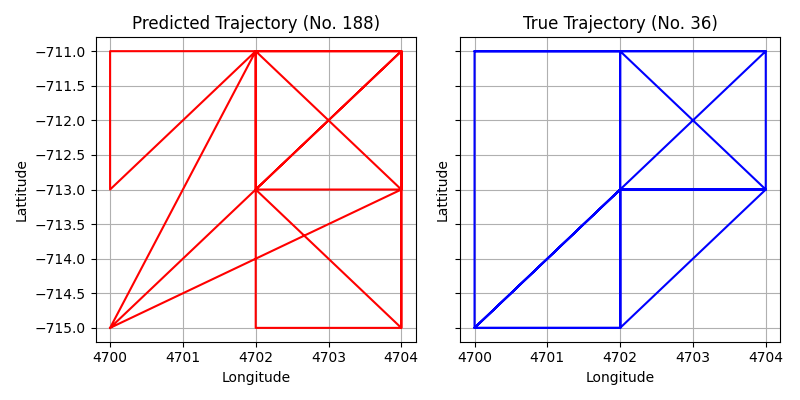 Predicted Trajectory (No. 188)
True Trajectory (No. 36)
−711.0
−711.5
−712.0
−712.5
−713.0
−713.5
−714.0
−714.5
−715.0
Lattitude
Lattitude
4700 4701 4702 4703 4704
4700 4701 4702 4703 4704
Longitude
Longitude